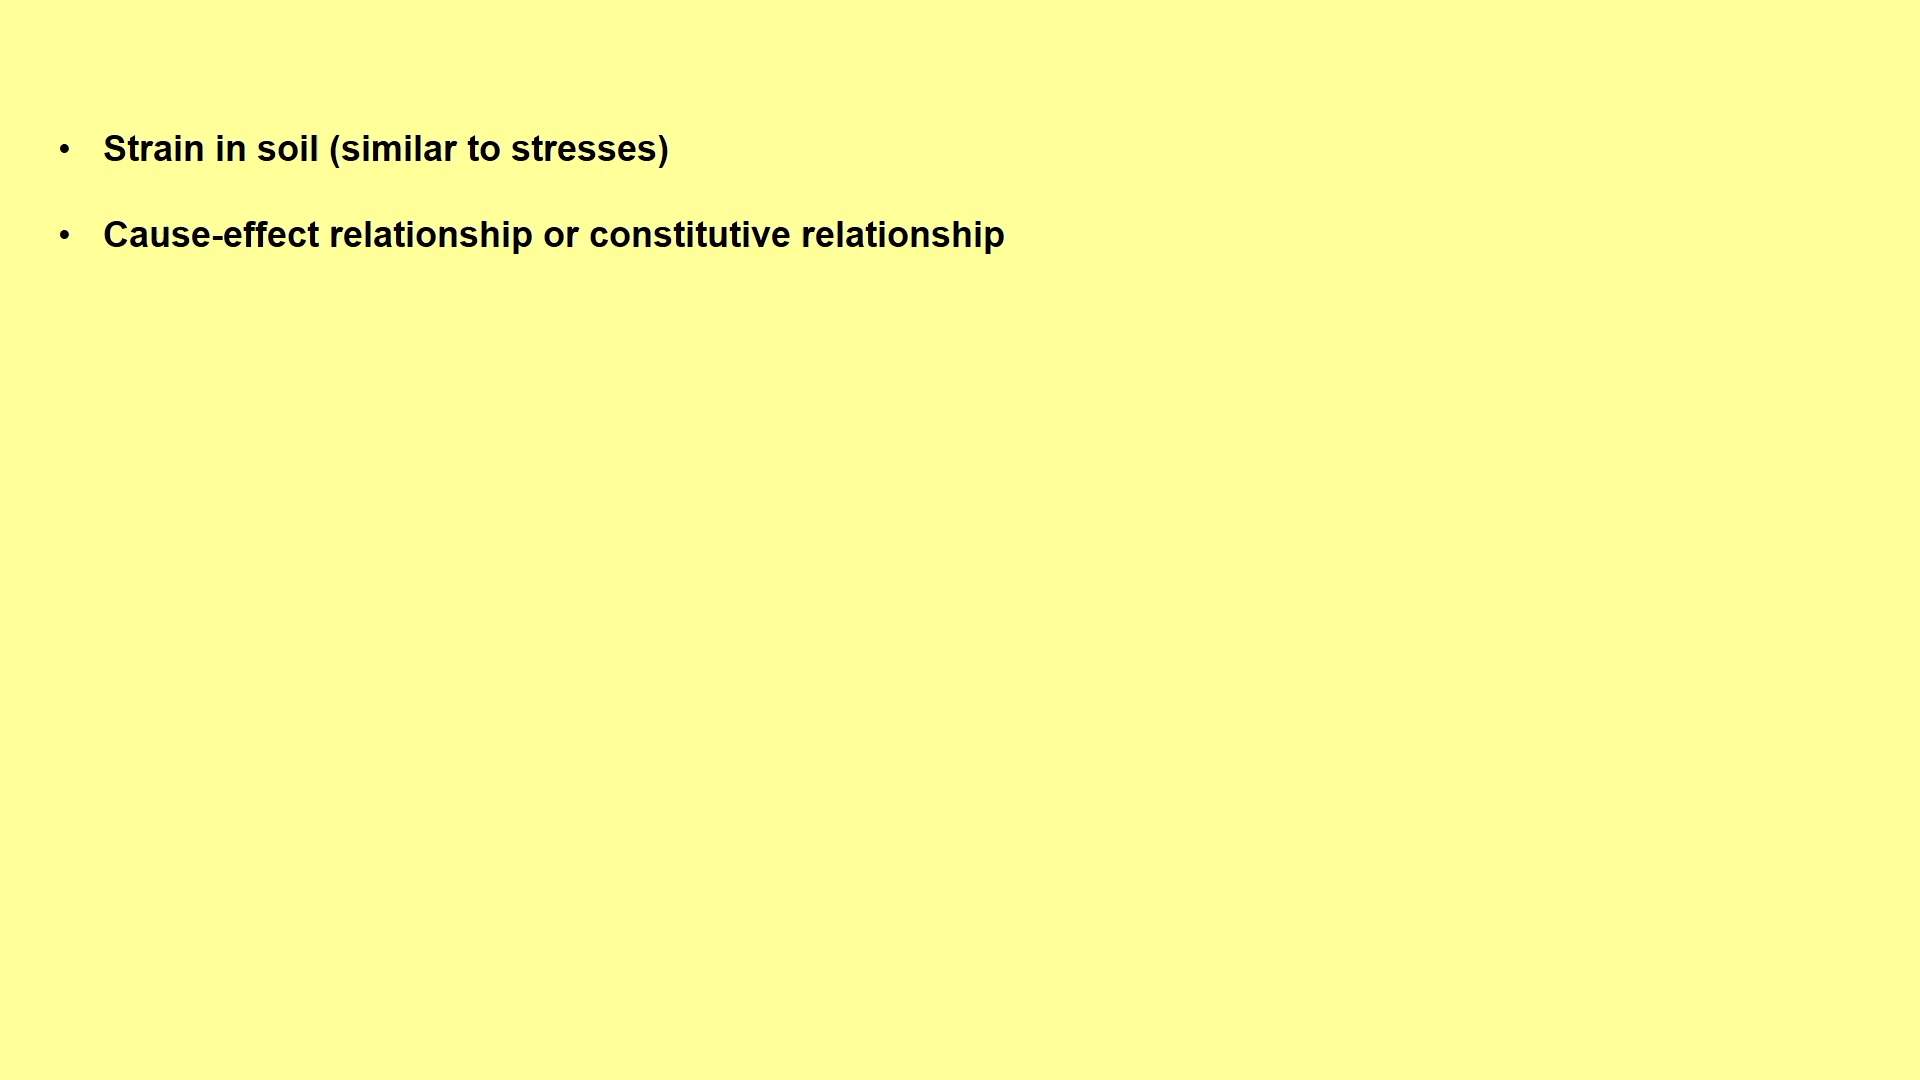 • Strain in soil (similar to stresses)
• Cause-effect relationship or constitutive relationship